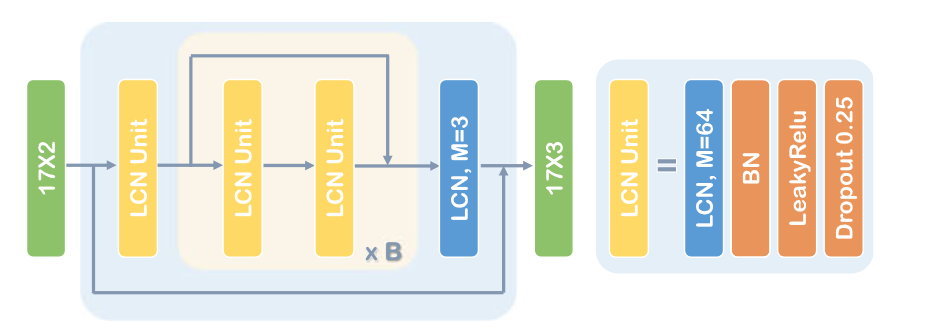 17X2
LCN Unit
LCN Unit
LCN Unit
x B
LCN, M=3
17X3
LCN Unit
=
LCN, M=64
BN
LeakyRelu
Dropout 0.25